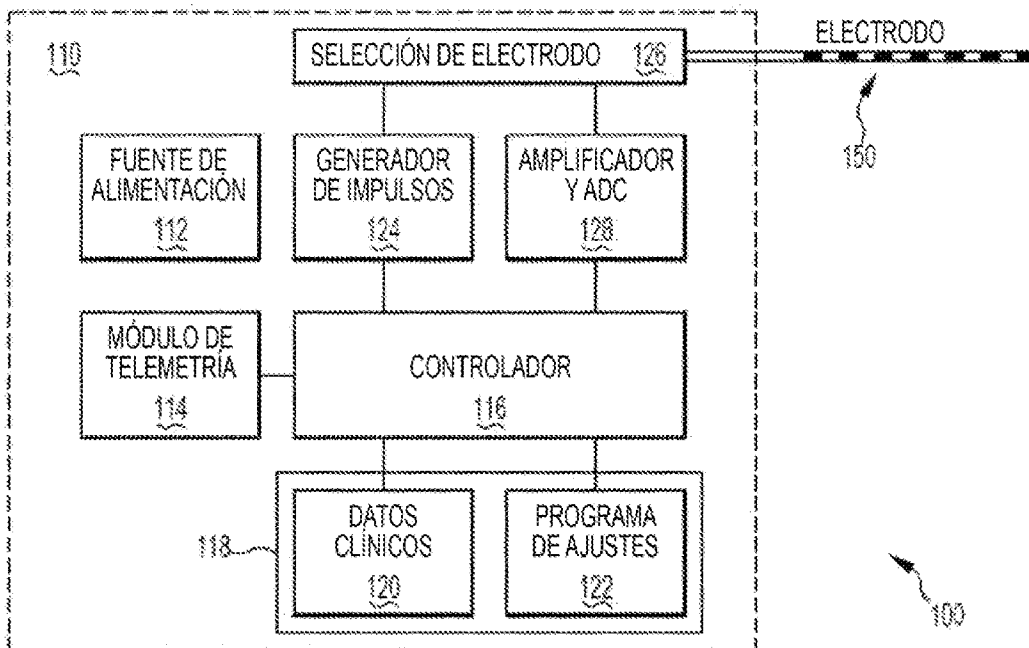 110
SELECCIÓN DE ELECTRODO 126
ELECTRODO
150
FUENTE DE
ALIMENTACIÓN
112
GENERADOR
DE IMPULSOS
124
AMPLIFICADOR
Y ADC
128
MÓDULO DE
TELEMETRÍA
114
CONTROLADOR
116
118
DATOS
CLÍNICOS
120
PROGRAMA
DE AJUSTES
122
100